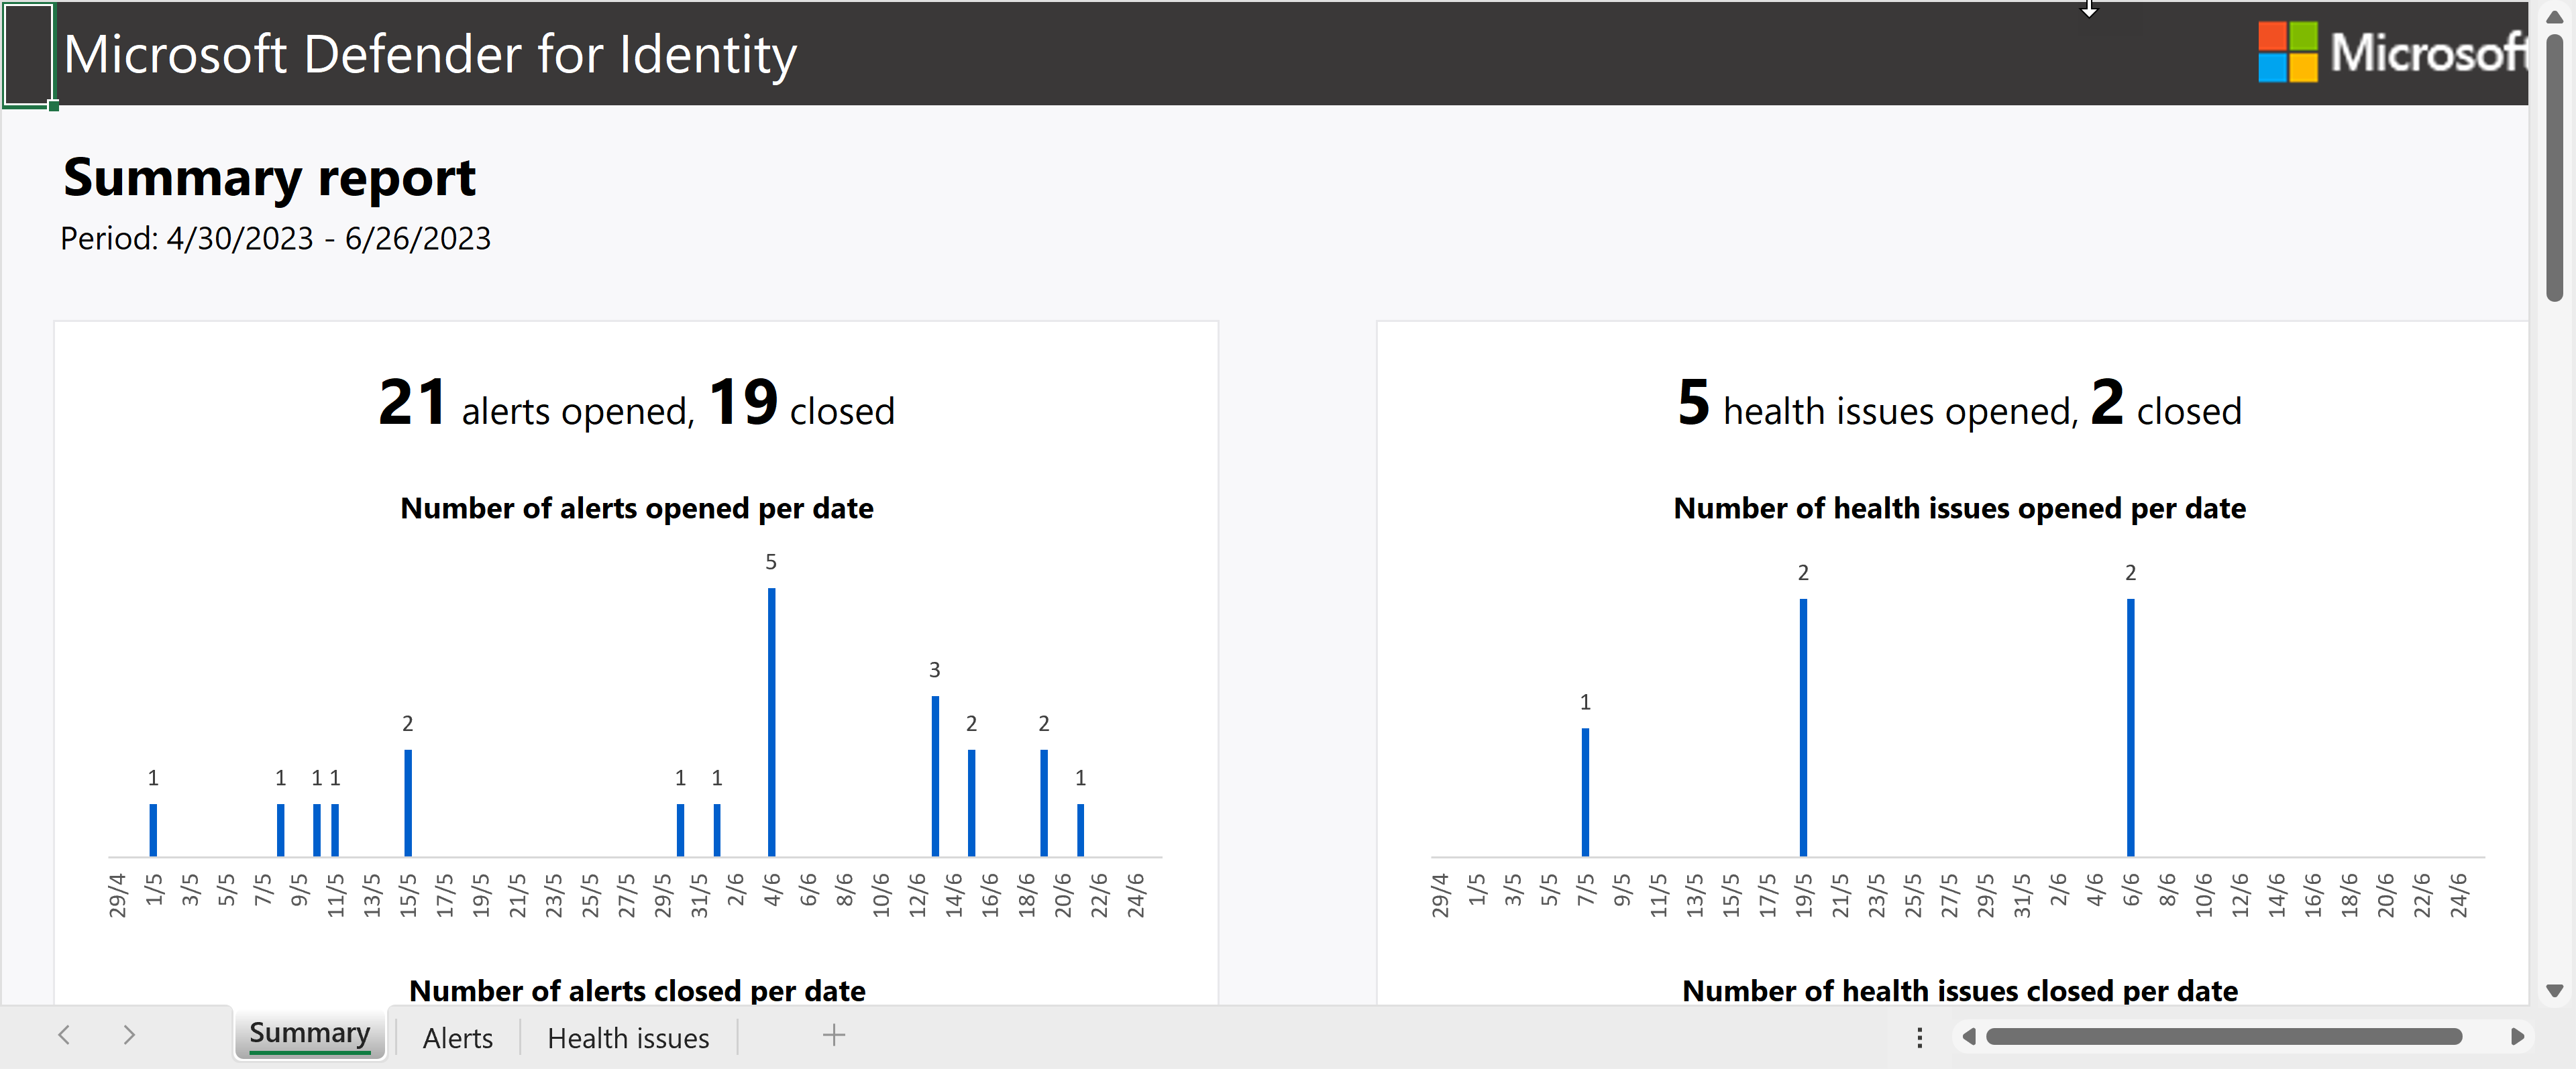 Microsoft Defender for Identity
Microsoft
Summary report
Period: 4/30/2023 - 6/26/2023
21 alerts opened, 19 closed
Number of alerts opened per date
5
3
2
2
2
1
1
1 1
1
1
1
29/4 1/5 3/5 5/5 7/5 9/5 11/5 13/5 15/5 17/5 19/5 21/5 23/5 25/5 27/5 29/5 31/5 2/6 4/6 6/6 8/6 10/6 12/6 14/6 16/6 18/6 20/6 22/6 24/6
Number of alerts closed per date
5 health issues opened, 2 closed
Number of health issues opened per date
2
2
1
29/4 1/5 3/5 5/5 7/5 9/5 11/5 13/5 15/5 17/5 19/5 21/5 23/5 25/5 27/5 29/5 31/5 2/6 4/6 6/6 8/6 10/6 12/6 14/6 16/6 18/6 20/6 22/6 24/6
Number of health issues closed per date
Summary
Alerts
Health issues